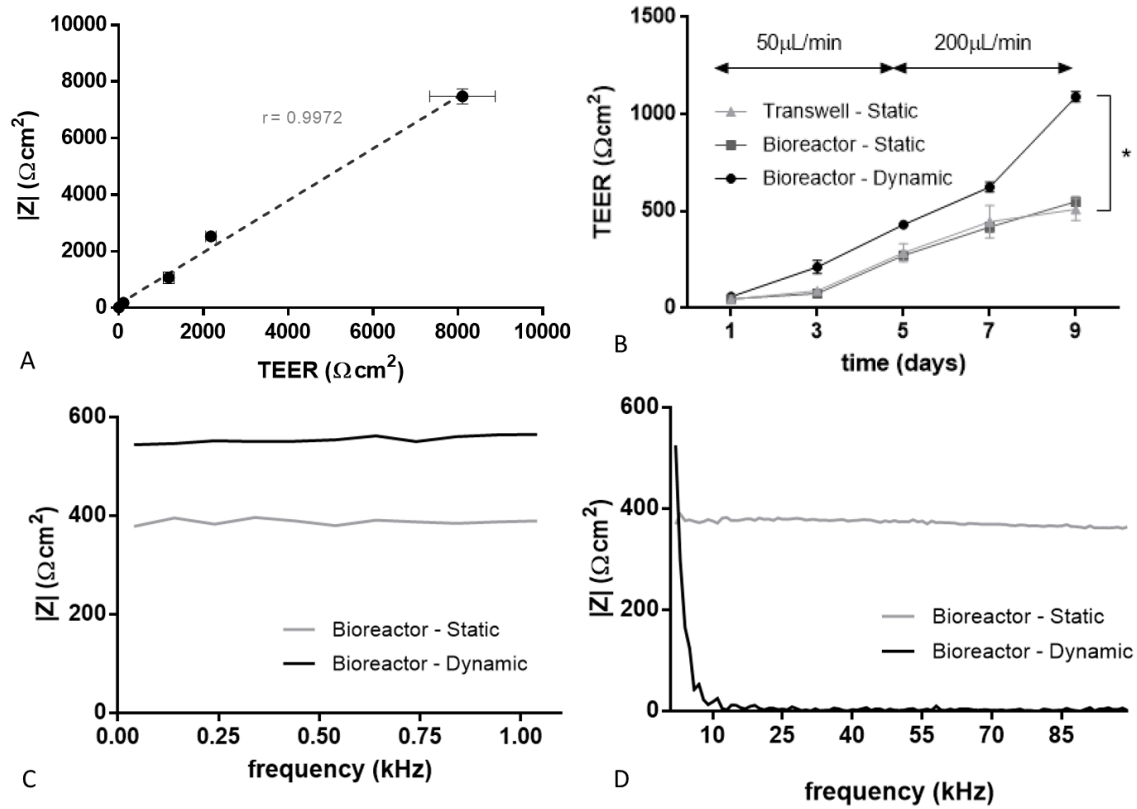 10000
8000
6000
4000
2000
0
|Z| (Ωcm²)
r = 0.9972
0 2000 4000 6000 8000 10000
TEER (Ωcm²)
A
1500
1000
500
0
TEER (Ωcm²)
50μL/min
200μL/min
Transwell - Static
Bioreactor - Static
Bioreactor - Dynamic
*
1 3 5 7 9
time (days)
B
600
400
200
0
|Z| (Ωcm²)
Bioreactor - Static
Bioreactor - Dynamic
0.00 0.25 0.50 0.75 1.00
frequency (kHz)
C
600
400
200
0
|Z| (Ωcm²)
Bioreactor - Static
Bioreactor - Dynamic
10 25 40 55 70 85
frequency (kHz)
D